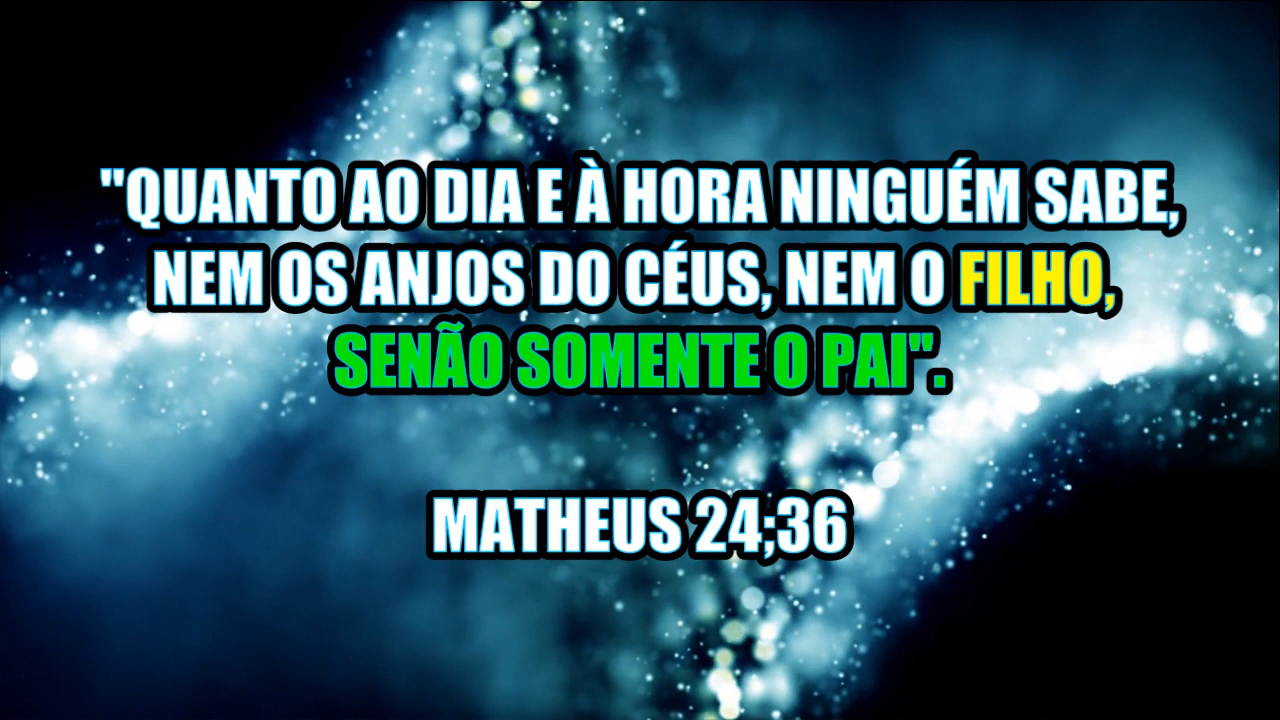 "QUANTO AO DIA E À HORA NINGUÉM SABE,
NEM OS ANJOS DO CÉUS, NEM O FILHO,
SENÃO SOMENTE O PAI".
MATHEUS 24;36